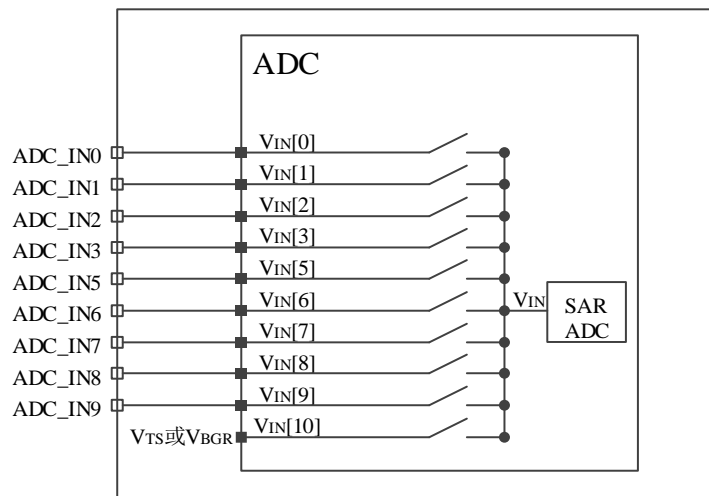 ADC
ADC_IN0 VIN[0]
ADC_IN1 VIN[1]
ADC_IN2 VIN[2]
ADC_IN3 VIN[3]
ADC_IN5 VIN[5]
ADC_IN6 VIN[6] VIN SAR
ADC
ADC_IN7 VIN[7]
ADC_IN8 VIN[8]
ADC_IN9 VIN[9]
VTS或VBGR VIN[10]